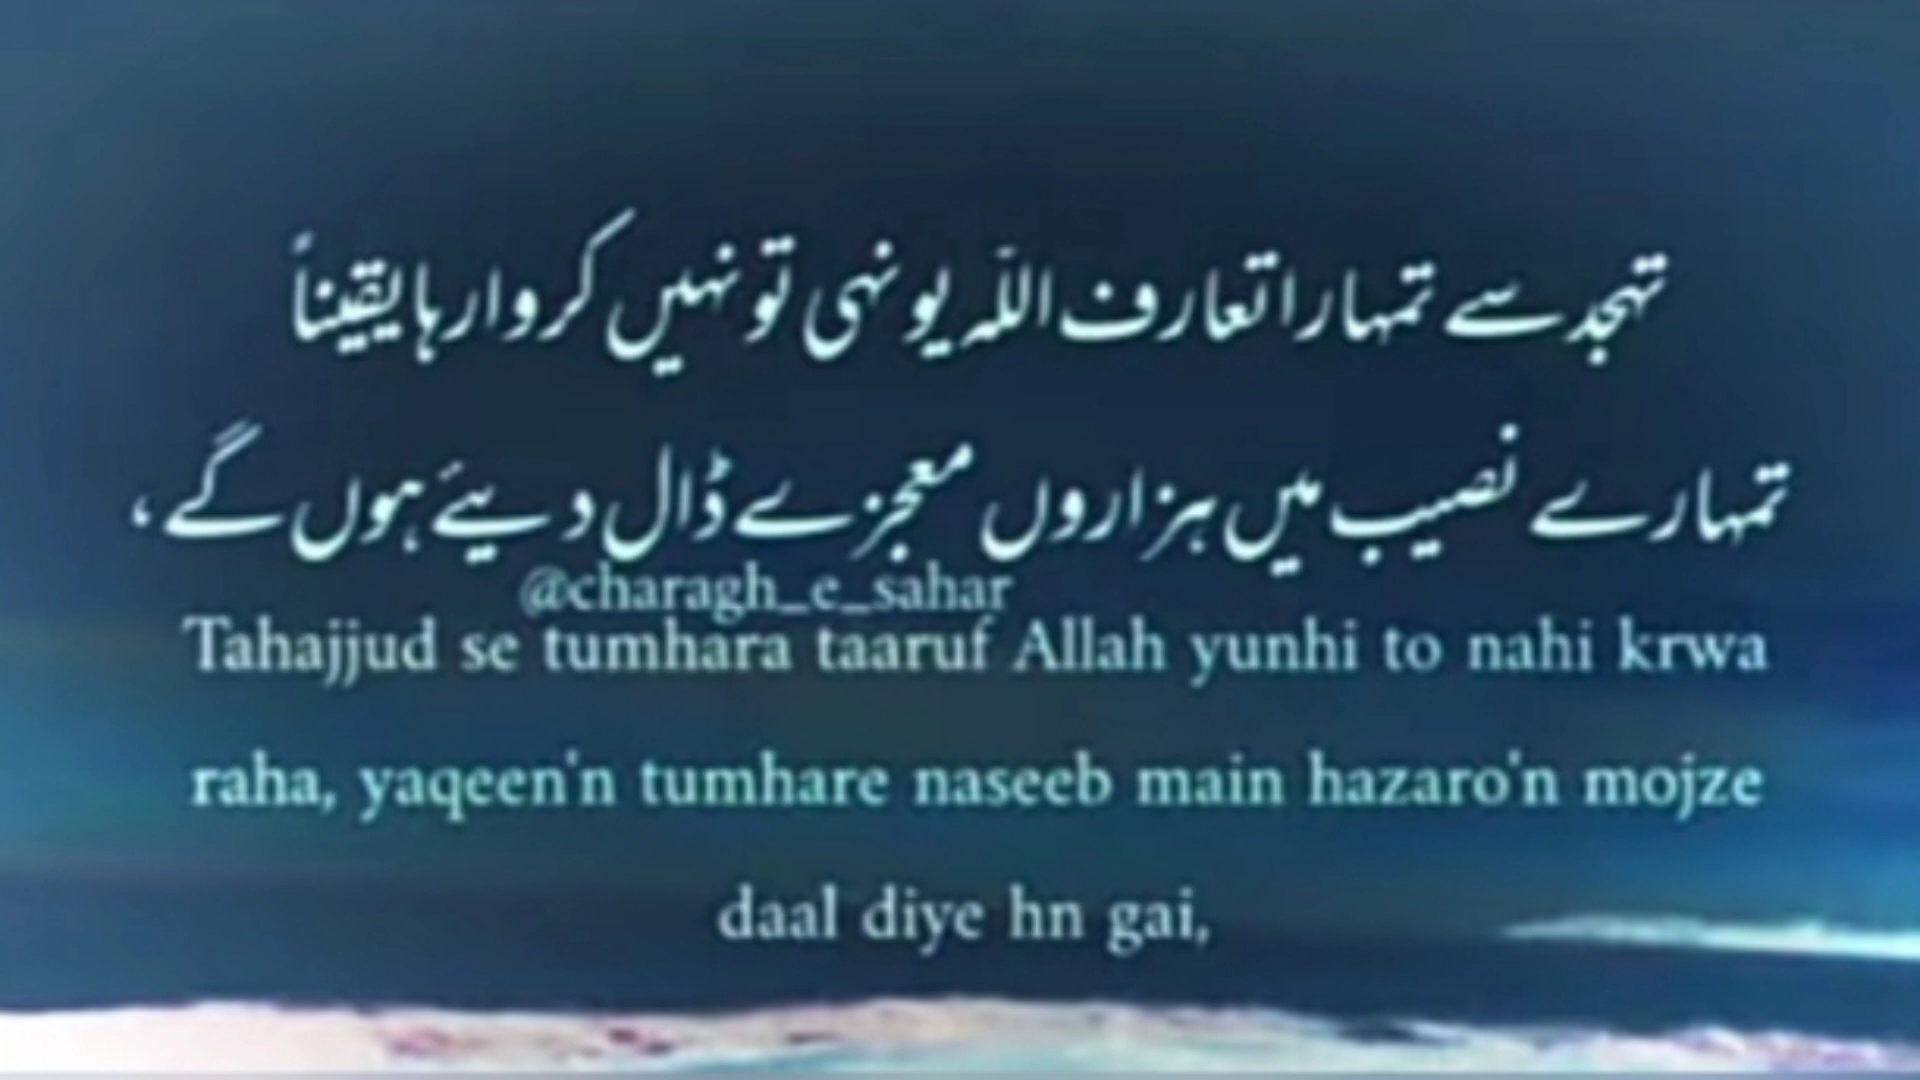 تہجد سے تمہارا تعارف اللہ یونہی تو نہیں کروا رہا یقیناً
تمہارے نصیب میں ہزاروں معجزے ڈال دیئے ہوں گے،
@charagh_e_sahar
Tahajjud se tumhara taaruf Allah yunhi to nahi krwa
raha, yaqeen'n tumhare naseeb main hazaro'n mojze
daal diye hn gai,